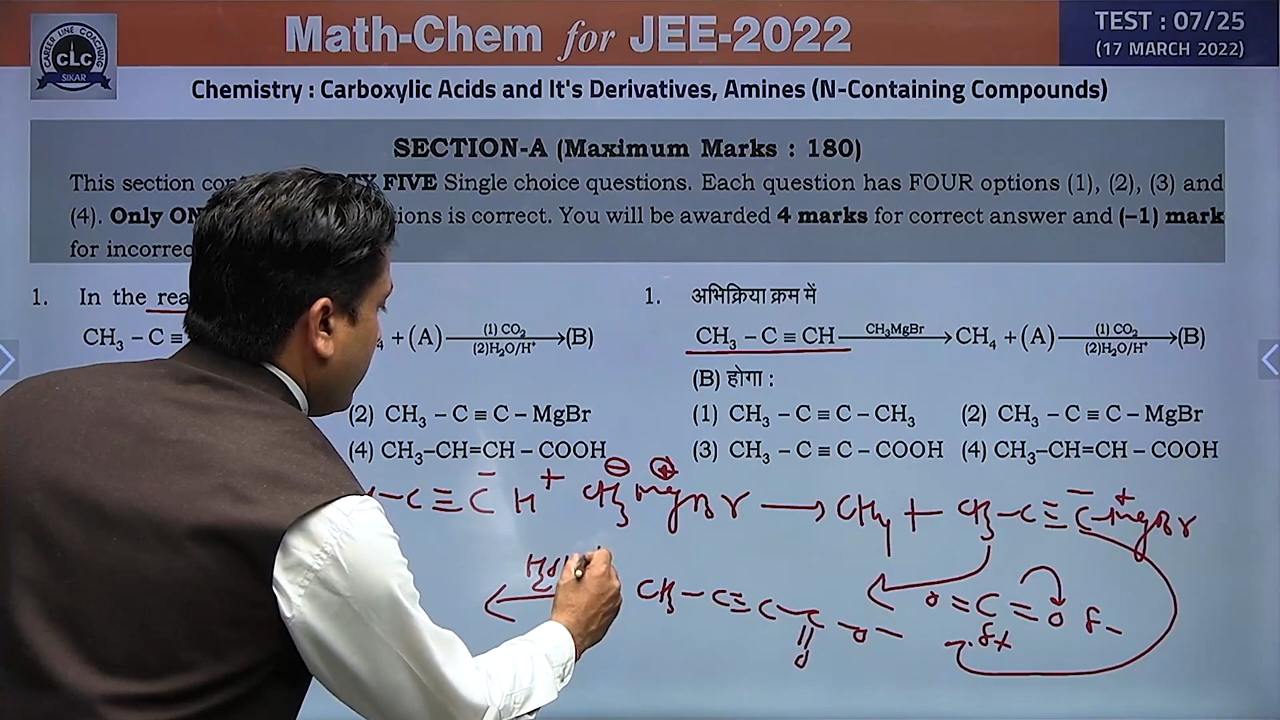 CAREER LINE COACHING
CLC
SIKAR
Math-Chem for JEE-2022
TEST : 07/25
(17 MARCH 2022)
Chemistry : Carboxylic Acids and It's Derivatives, Amines (N-Containing Compounds)
SECTION-A (Maximum Marks : 180)
This section FIVE Single choice questions. Each question has FOUR options (1), (2), (3) and
(4). Only is correct. You will be awarded 4 marks for correct answer and (–1) mark
for
1. In the
CH₃ – C ≡ + (A) (1) CO₂ (2)H₂O/H⁺ → (B)
(2) CH₃ – C ≡ C – MgBr
(4) CH₃–CH=CH – COOH
1. अभिक्रिया क्रम में
CH₃ – C ≡ CH CH₃MgBr → CH₄ + (A) (1) CO₂ (2)H₂O/H⁺ → (B)
(B) होगा :
(1) CH₃ – C ≡ C – CH₃ (2) CH₃ – C ≡ C – MgBr
(3) CH₃ – C ≡ C – COOH (4) CH₃–CH=CH – COOH
–C≡C⁻ H⁺ CH₃⊖ MgBr⊕ → CH₄ + CH₃–C≡C⁻ ⁺MgBr
CH₃–C≡C–C–O⁻ O=C=O δ–
O δ+